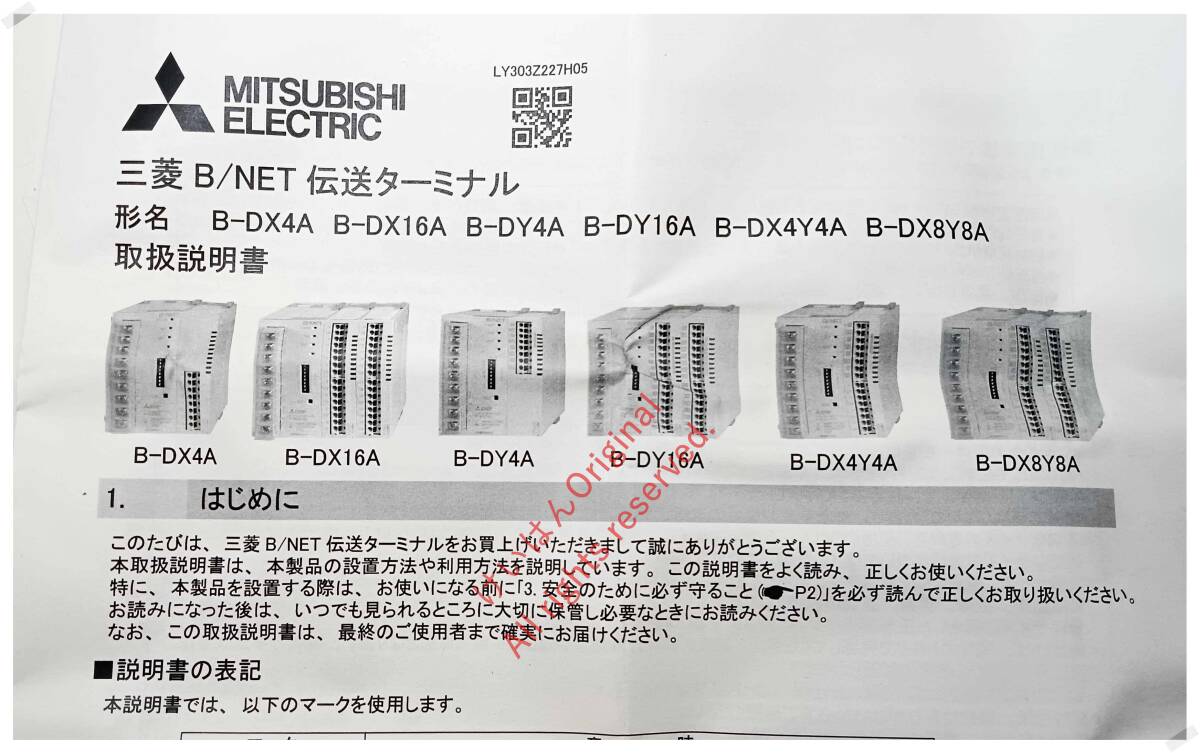 MITSUBISHI
ELECTRIC
LY303Z227H05
三菱 B/NET 伝送ターミナル
形名 B-DX4A B-DX16A B-DY4A B-DY16A B-DX4Y4A B-DX8Y8A
取扱説明書
B-DX4A B-DX16A B-DY4A B-DY16A B-DX4Y4A B-DX8Y8A
1. はじめに
このたびは、三菱 B/NET 伝送ターミナルをお買上げいただきまして誠にありがとうございます。
本取扱説明書は、本製品の設置方法や利用方法を説明しています。この説明書をよく読み、正しくお使いください。
特に、本製品を設置する際は、お使いになる前に「3. 安全のために必ず守ること(☛P2)」を必ず読んで正しくお取り扱いください。
お読みになった後は、いつでも見られるところに大切に保管し必要なときにお読みください。
なお、この取扱説明書は、最終のご使用者まで確実にお届けください。
■説明書の表記
本説明書では、以下のマークを使用します。
けいはんOriginal
All rights reserved.